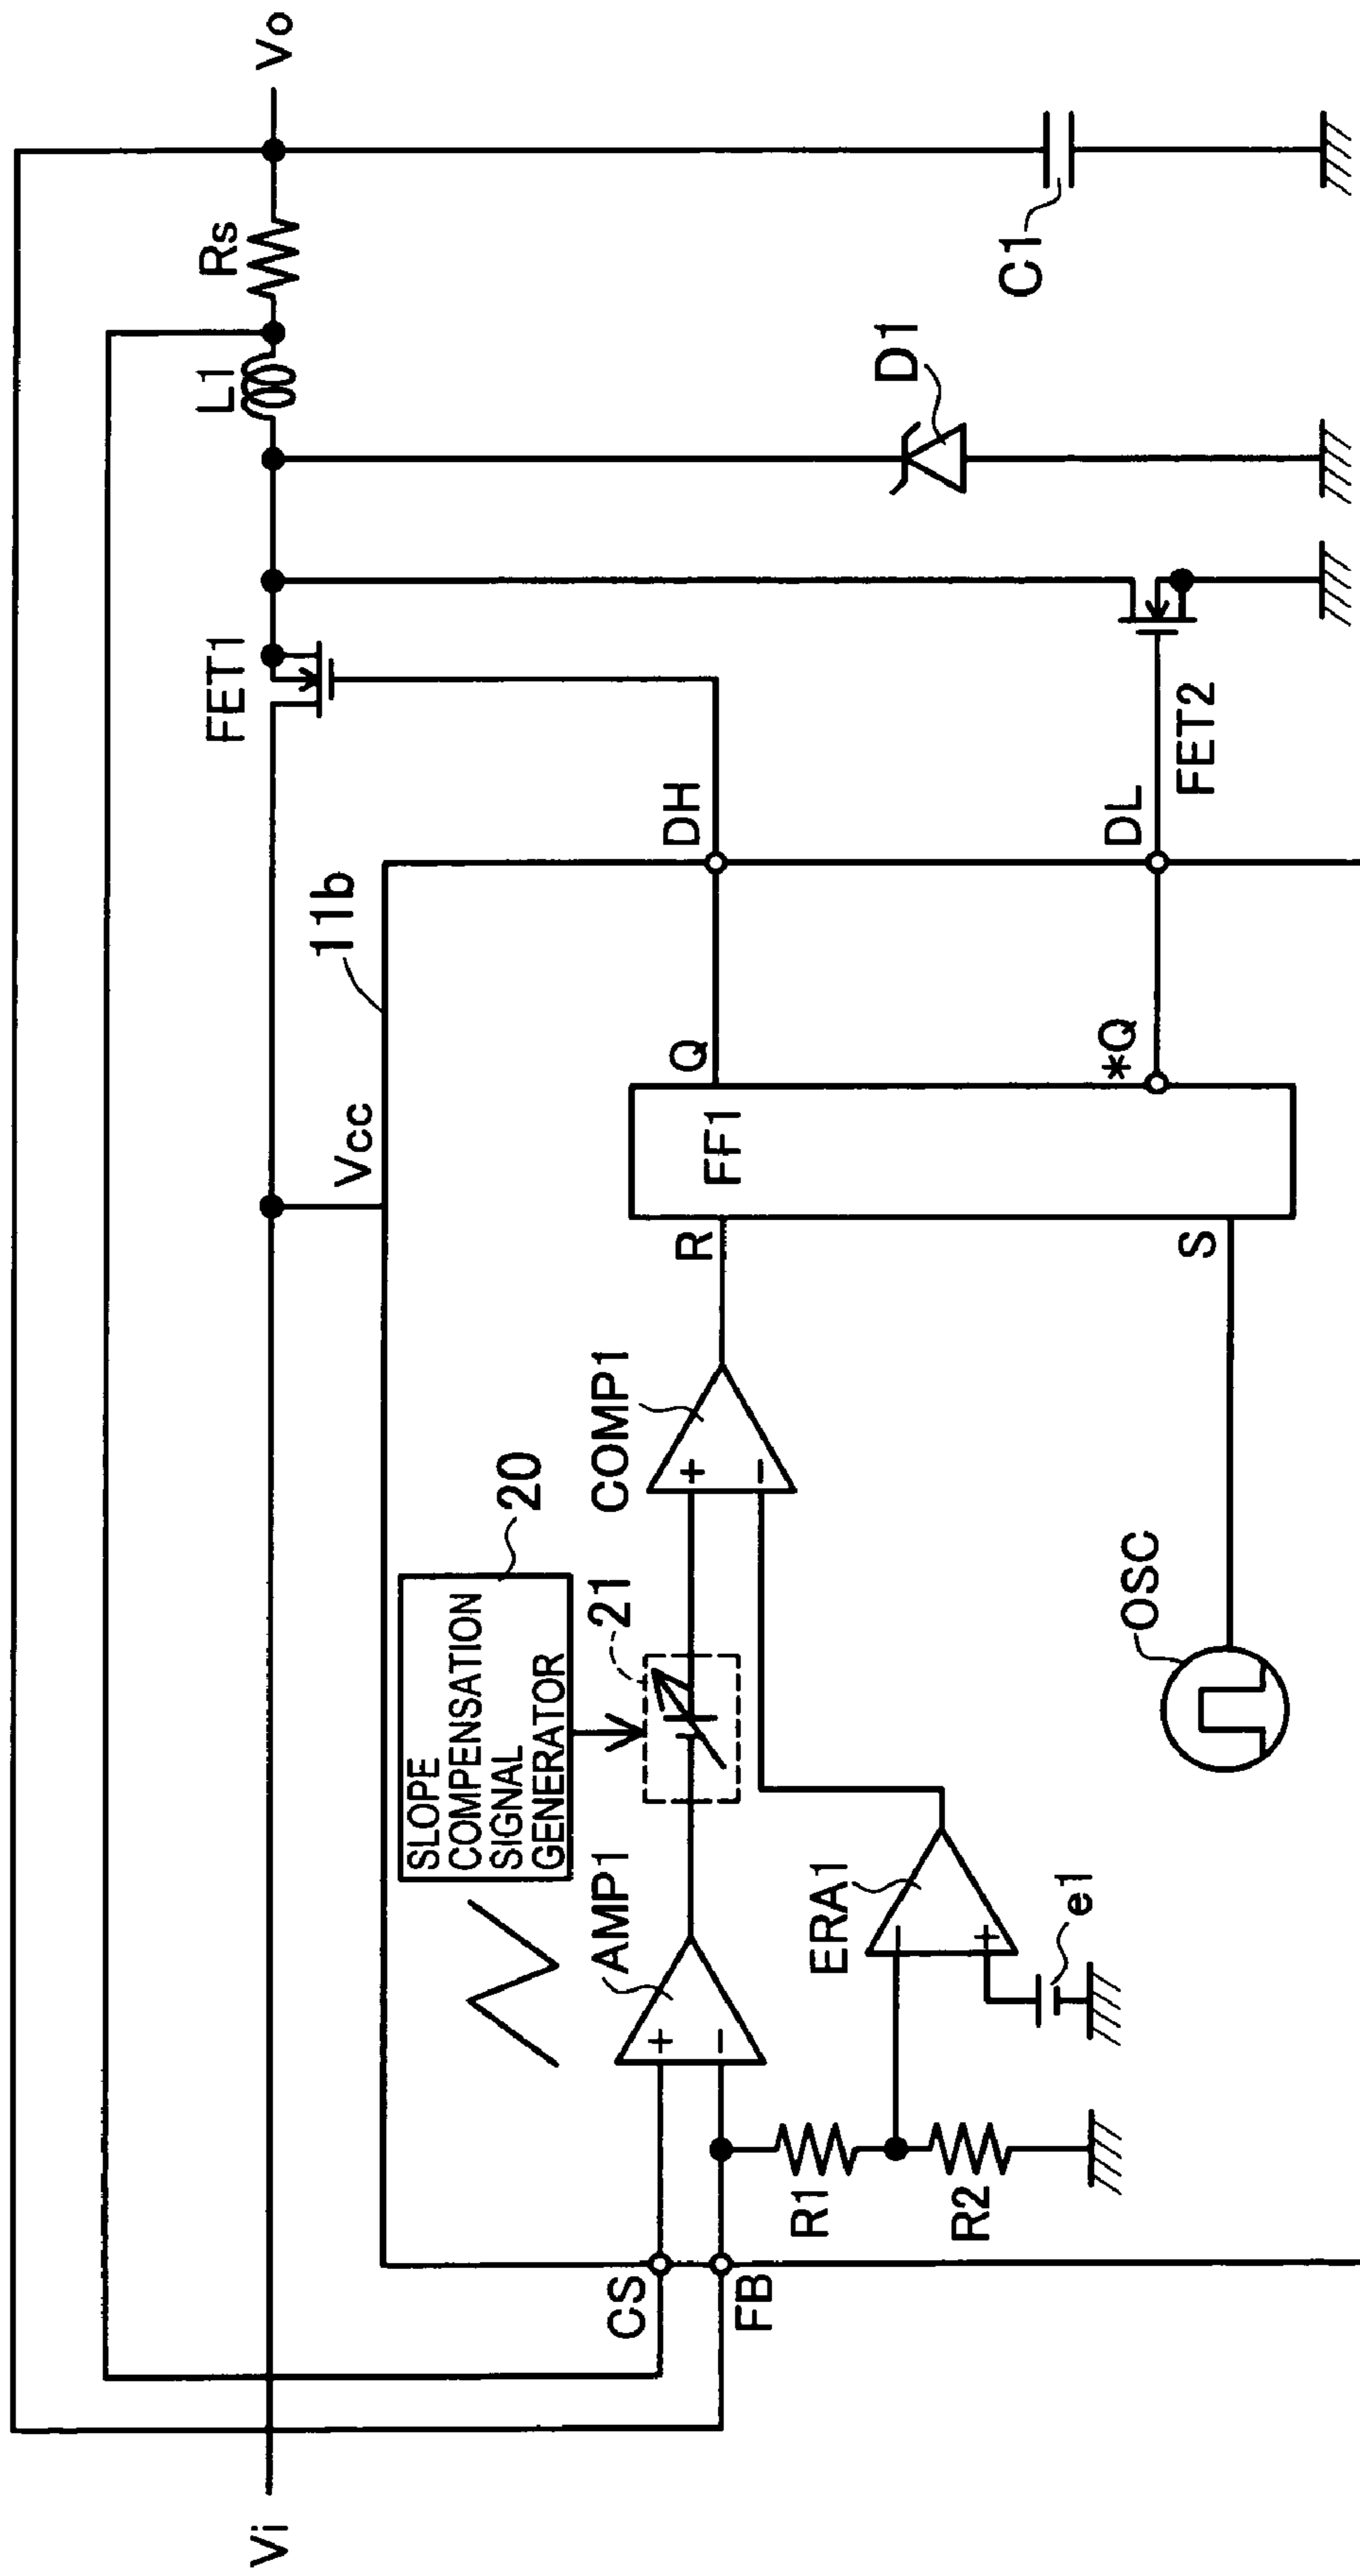 Vi
Vo
FET1
L1
Rs
Vcc
11b
SLOPE
COMPENSATION
SIGNAL
GENERATOR
20
21
CS
FB
AMP1
+
−
COMP1
+
−
R
FF1
Q
DH
R1
R2
ERA1
−
+
e1
OSC
S
*Q
DL
FET2
D1
C1